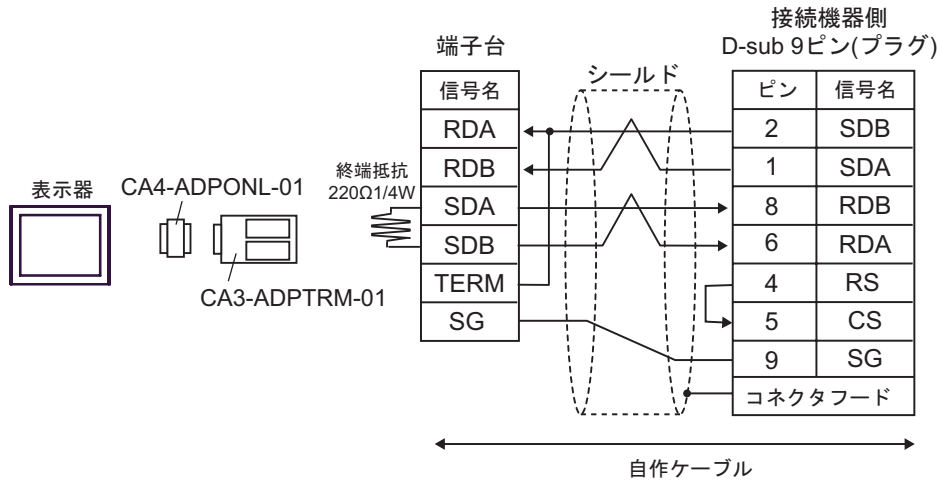 接続機器側
端子台
D-sub 9ピン(プラグ)
シールド
信号名
ピン 信号名
RDA
2 SDB
RDB
1 SDA
終端抵抗
220Ω1/4W
表示器
CA4-ADPONL-01
SDA
8 RDB
SDB
6 RDA
TERM
4 RS
CA3-ADPTRM-01
SG
5 CS
9 SG
コネクタフード
自作ケーブル